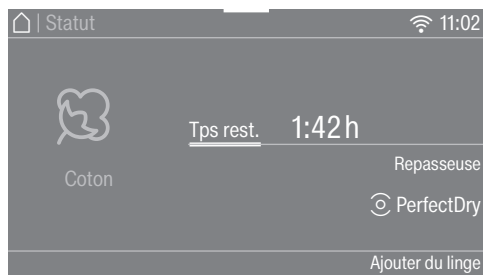 Statut 11:02
Tps rest. 1:42 h
Coton
Repasseuse
PerfectDry
Ajouter du linge